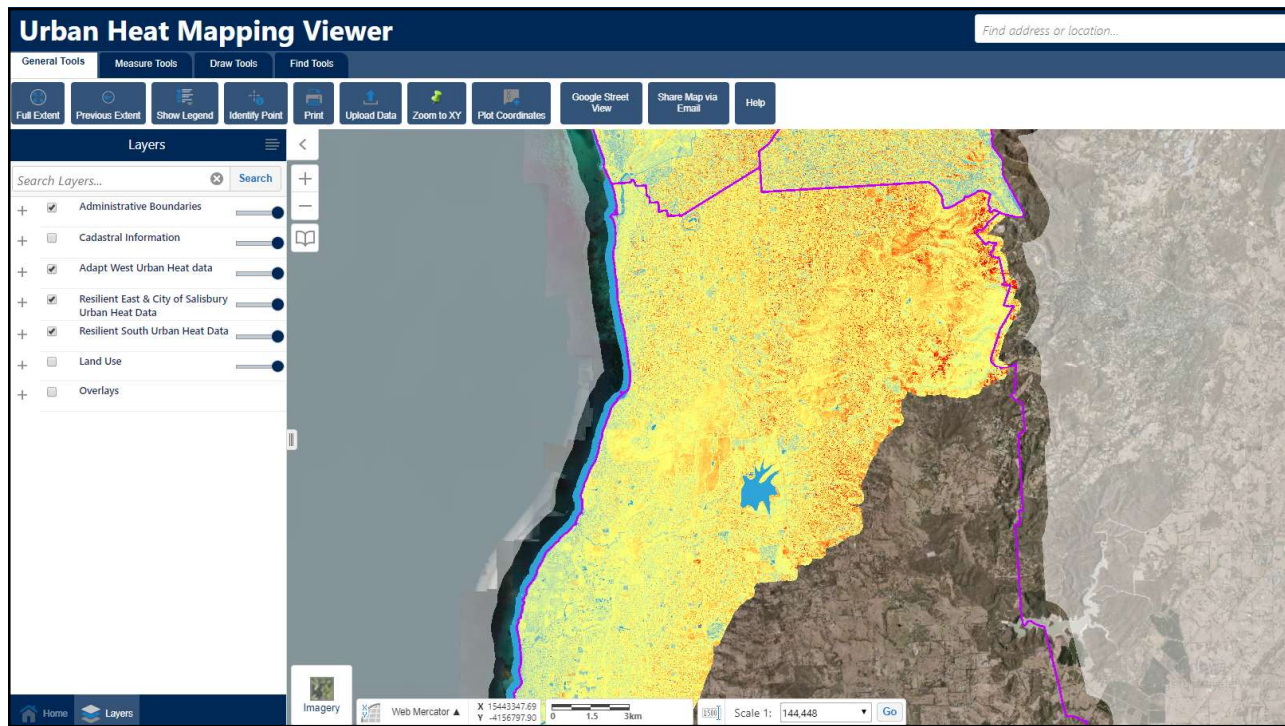 Urban Heat Mapping Viewer
Find address or location...
General Tools
Measure Tools
Draw Tools
Find Tools
Full Extent
Previous Extent
Show Legend
Identify Point
Print
Upload Data
Zoom to XY
Plot Coordinates
Google Street
View
Share Map via
Email
Help
Layers
Search Layers...
Search
Administrative Boundaries
Cadastral Information
Adapt West Urban Heat data
Resilient East & City of Salisbury
Urban Heat Data
Resilient South Urban Heat Data
Land Use
Overlays
Imagery
Home
Layers
Web Mercator ▲
X 15443347.69
Y -4156797.90
0 1.5 3km
Scale 1: 144,448
Go